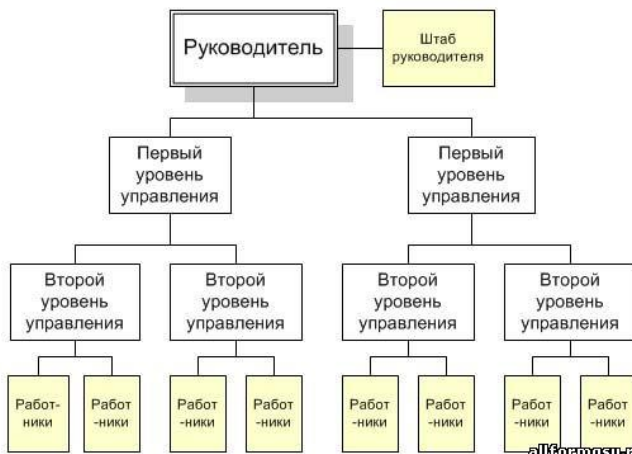 Руководитель
Штаб
руководителя
Первый
уровень
управления
Первый
уровень
управления
Второй
уровень
управления
Второй
уровень
управления
Второй
уровень
управления
Второй
уровень
управления
Работ-
ники
Работ
-ники
Работ
-ники
Работ
-ники
Работ
-ники
Работ
-ники
Работ
-ники
Работ
-ники